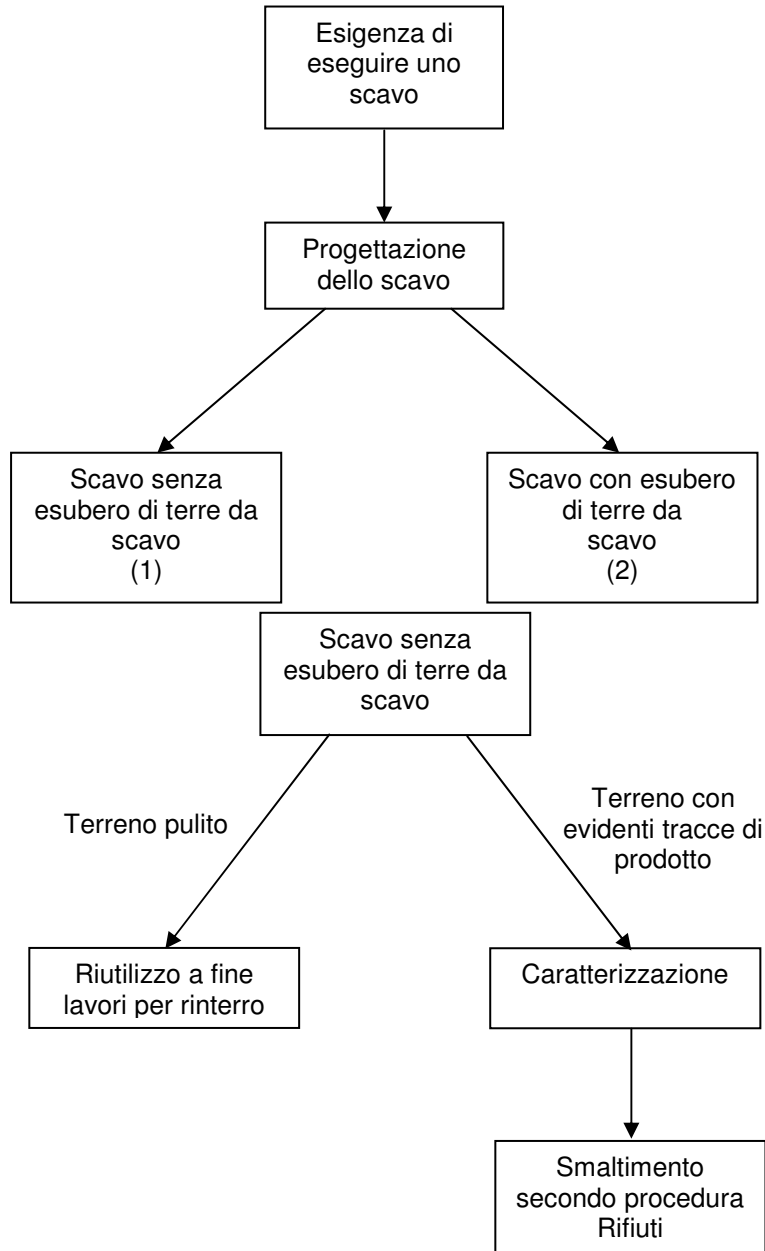 Esigenza di
eseguire uno
scavo
Progettazione
dello scavo
Scavo senza
esubero di terre da
scavo
(1)
Scavo con esubero
di terre da
scavo
(2)
Scavo senza
esubero di terre da
scavo
Terreno pulito
Terreno con
evidenti tracce di
prodotto
Riutilizzo a fine
lavori per rinterro
Caratterizzazione
Smaltimento
secondo procedura
Rifiuti